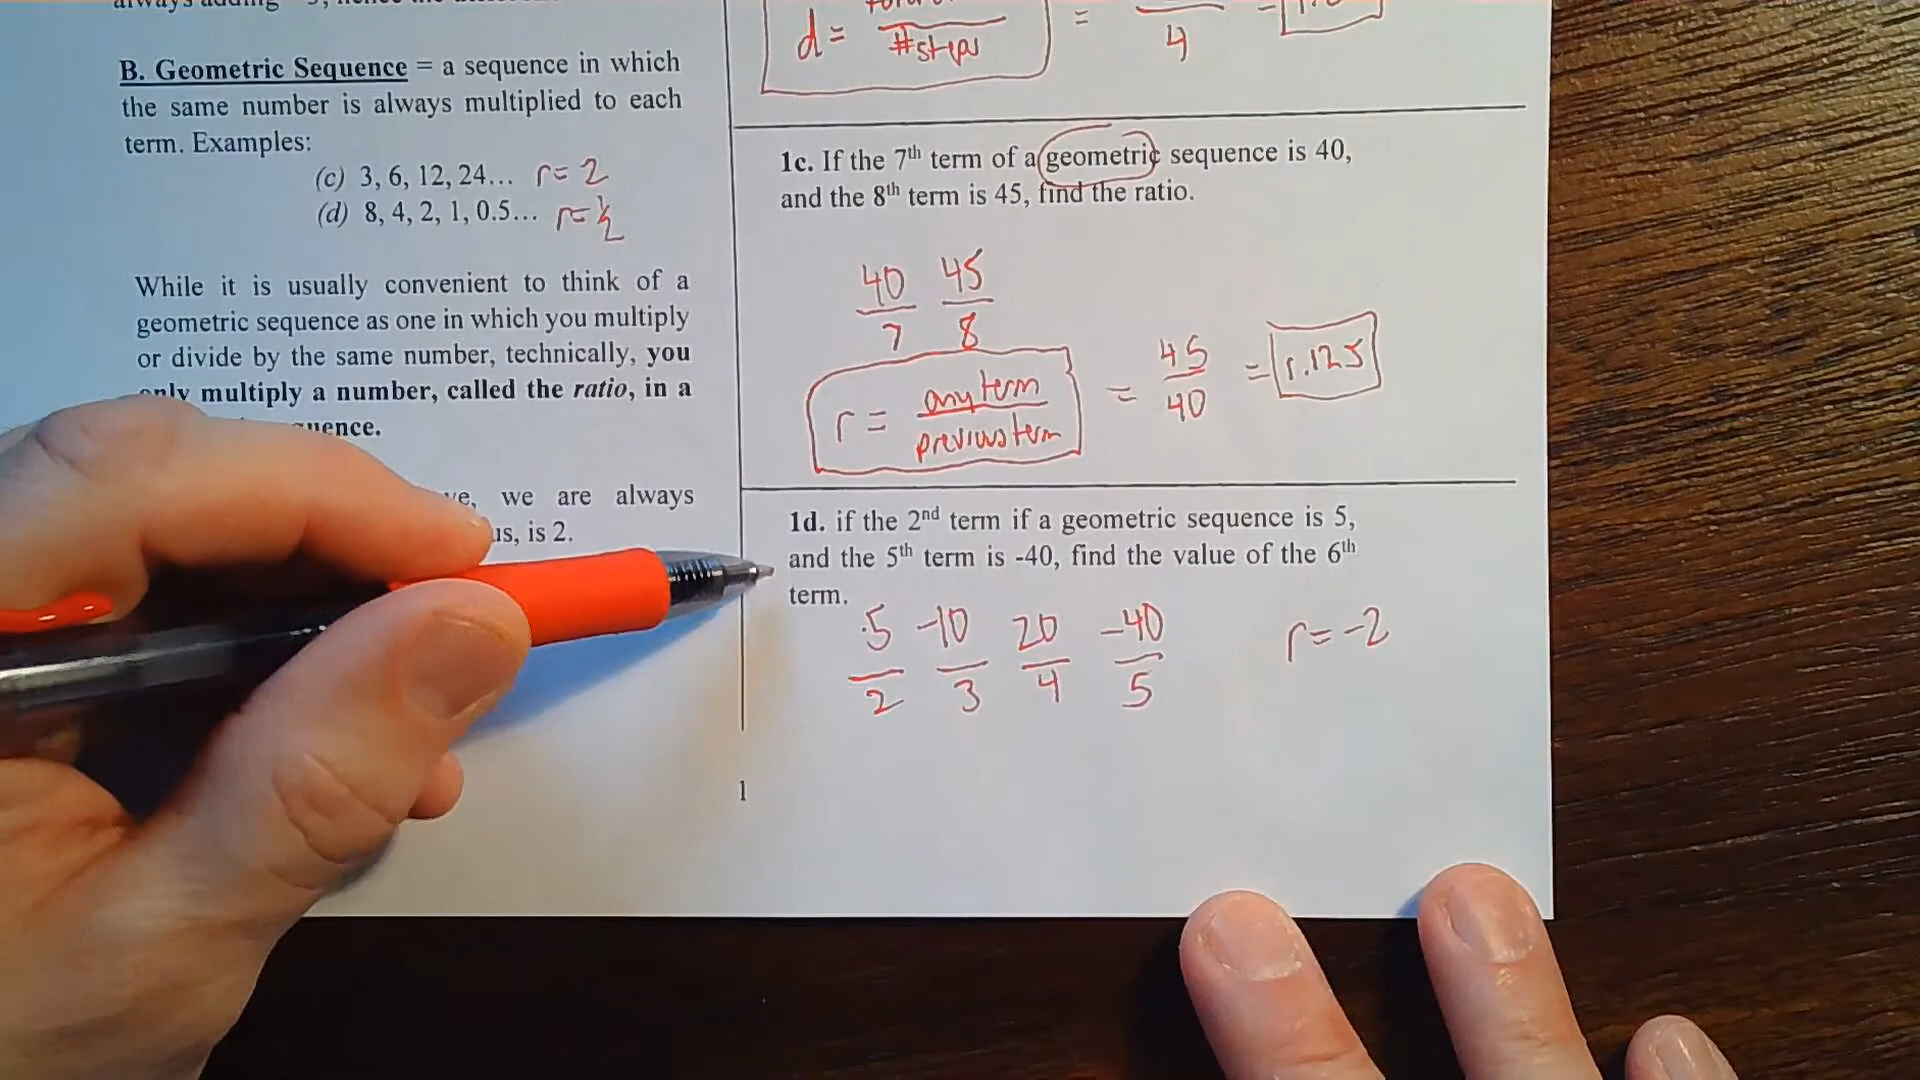 always adding
B. Geometric Sequence = a sequence in which
the same number is always multiplied to each
term. Examples:
(c) 3, 6, 12, 24... r=2
(d) 8, 4, 2, 1, 0.5... r=1/2
While it is usually convenient to think of a
geometric sequence as one in which you multiply
or divide by the same number, technically, you
only multiply a number, called the ratio, in a
we are always
is 2.
d = /#steps = /4 =
1c. If the 7th term of a geometric sequence is 40,
and the 8th term is 45, find the ratio.
40/7 45/8
r = any term/previous term = 45/40 = 1.125
1d. if the 2nd term if a geometric sequence is 5,
and the 5th term is -40, find the value of the 6th
term.
5/2 -10/3 20/4 -40/5 r=-2
1